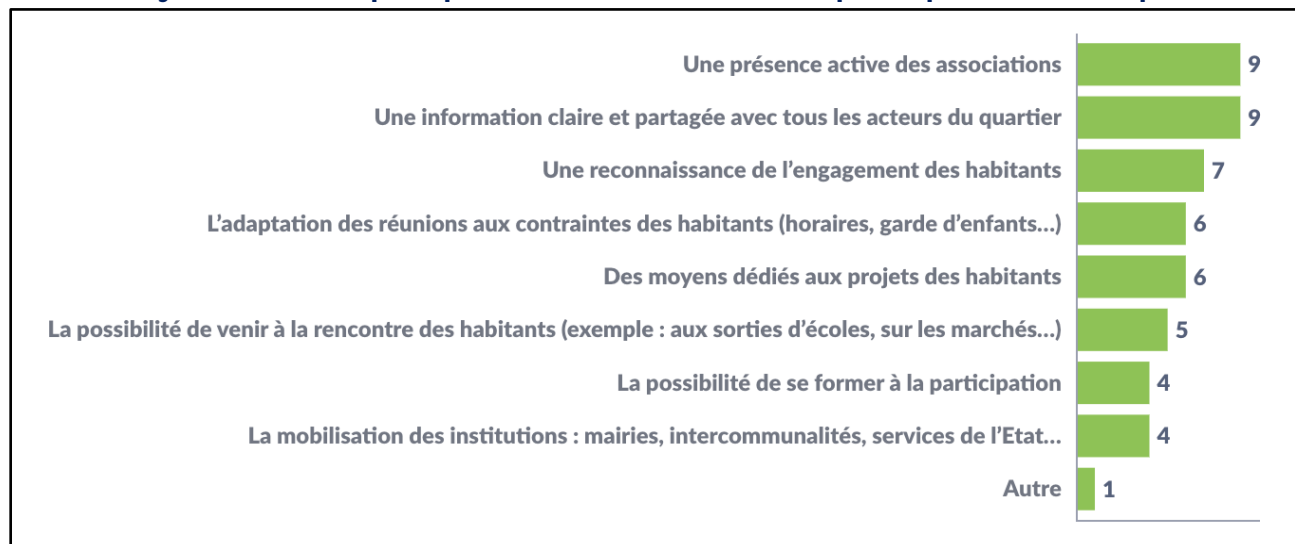 Une présence active des associations 9
Une information claire et partagée avec tous les acteurs du quartier 9
Une reconnaissance de l’engagement des habitants 7
L’adaptation des réunions aux contraintes des habitants (horaires, garde d’enfants…) 6
Des moyens dédiés aux projets des habitants 6
La possibilité de venir à la rencontre des habitants (exemple : aux sorties d’écoles, sur les marchés…) 5
La possibilité de se former à la participation 4
La mobilisation des institutions : mairies, intercommunalités, services de l’Etat… 4
Autre 1